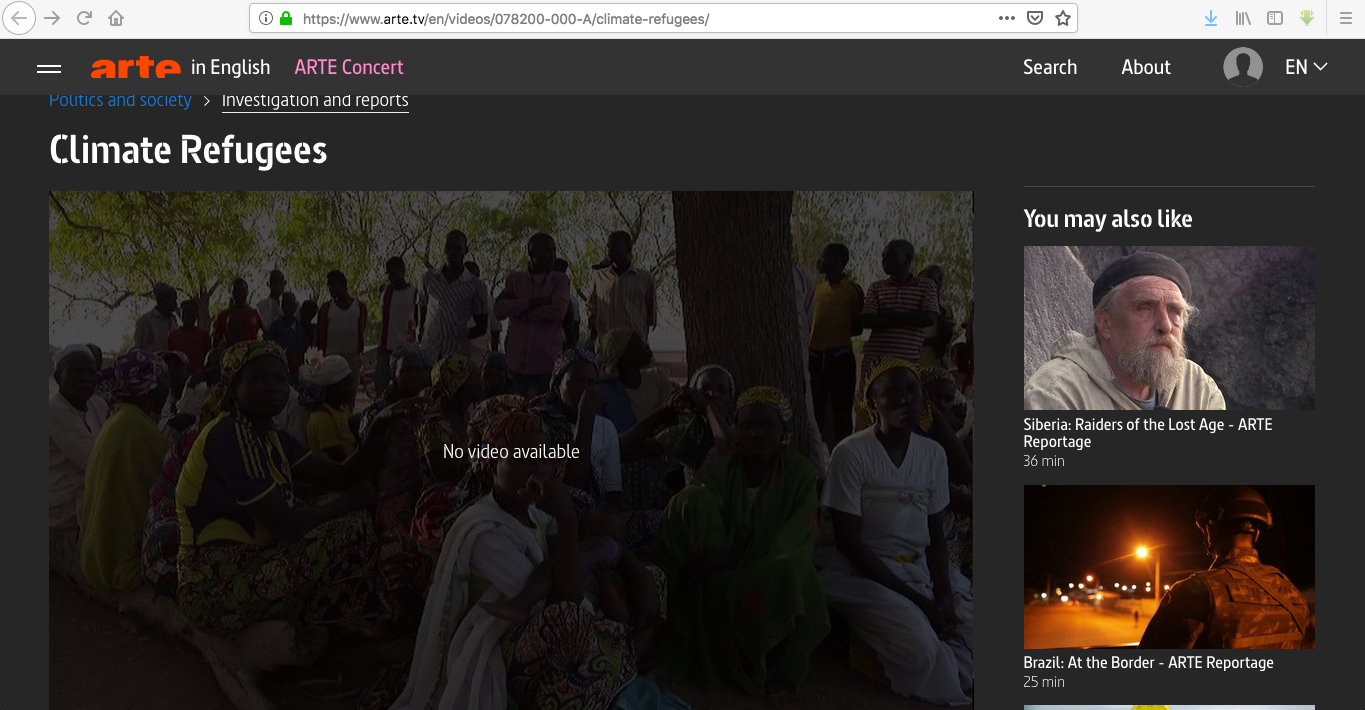 https://www.arte.tv/en/videos/078200-000-A/climate-refugees/
arte in English ARTE Concert Search About EN
Politics and society > Investigation and reports
Climate Refugees
No video available
You may also like
Siberia: Raiders of the Lost Age - ARTE
Reportage
36 min
Brazil: At the Border - ARTE Reportage
25 min